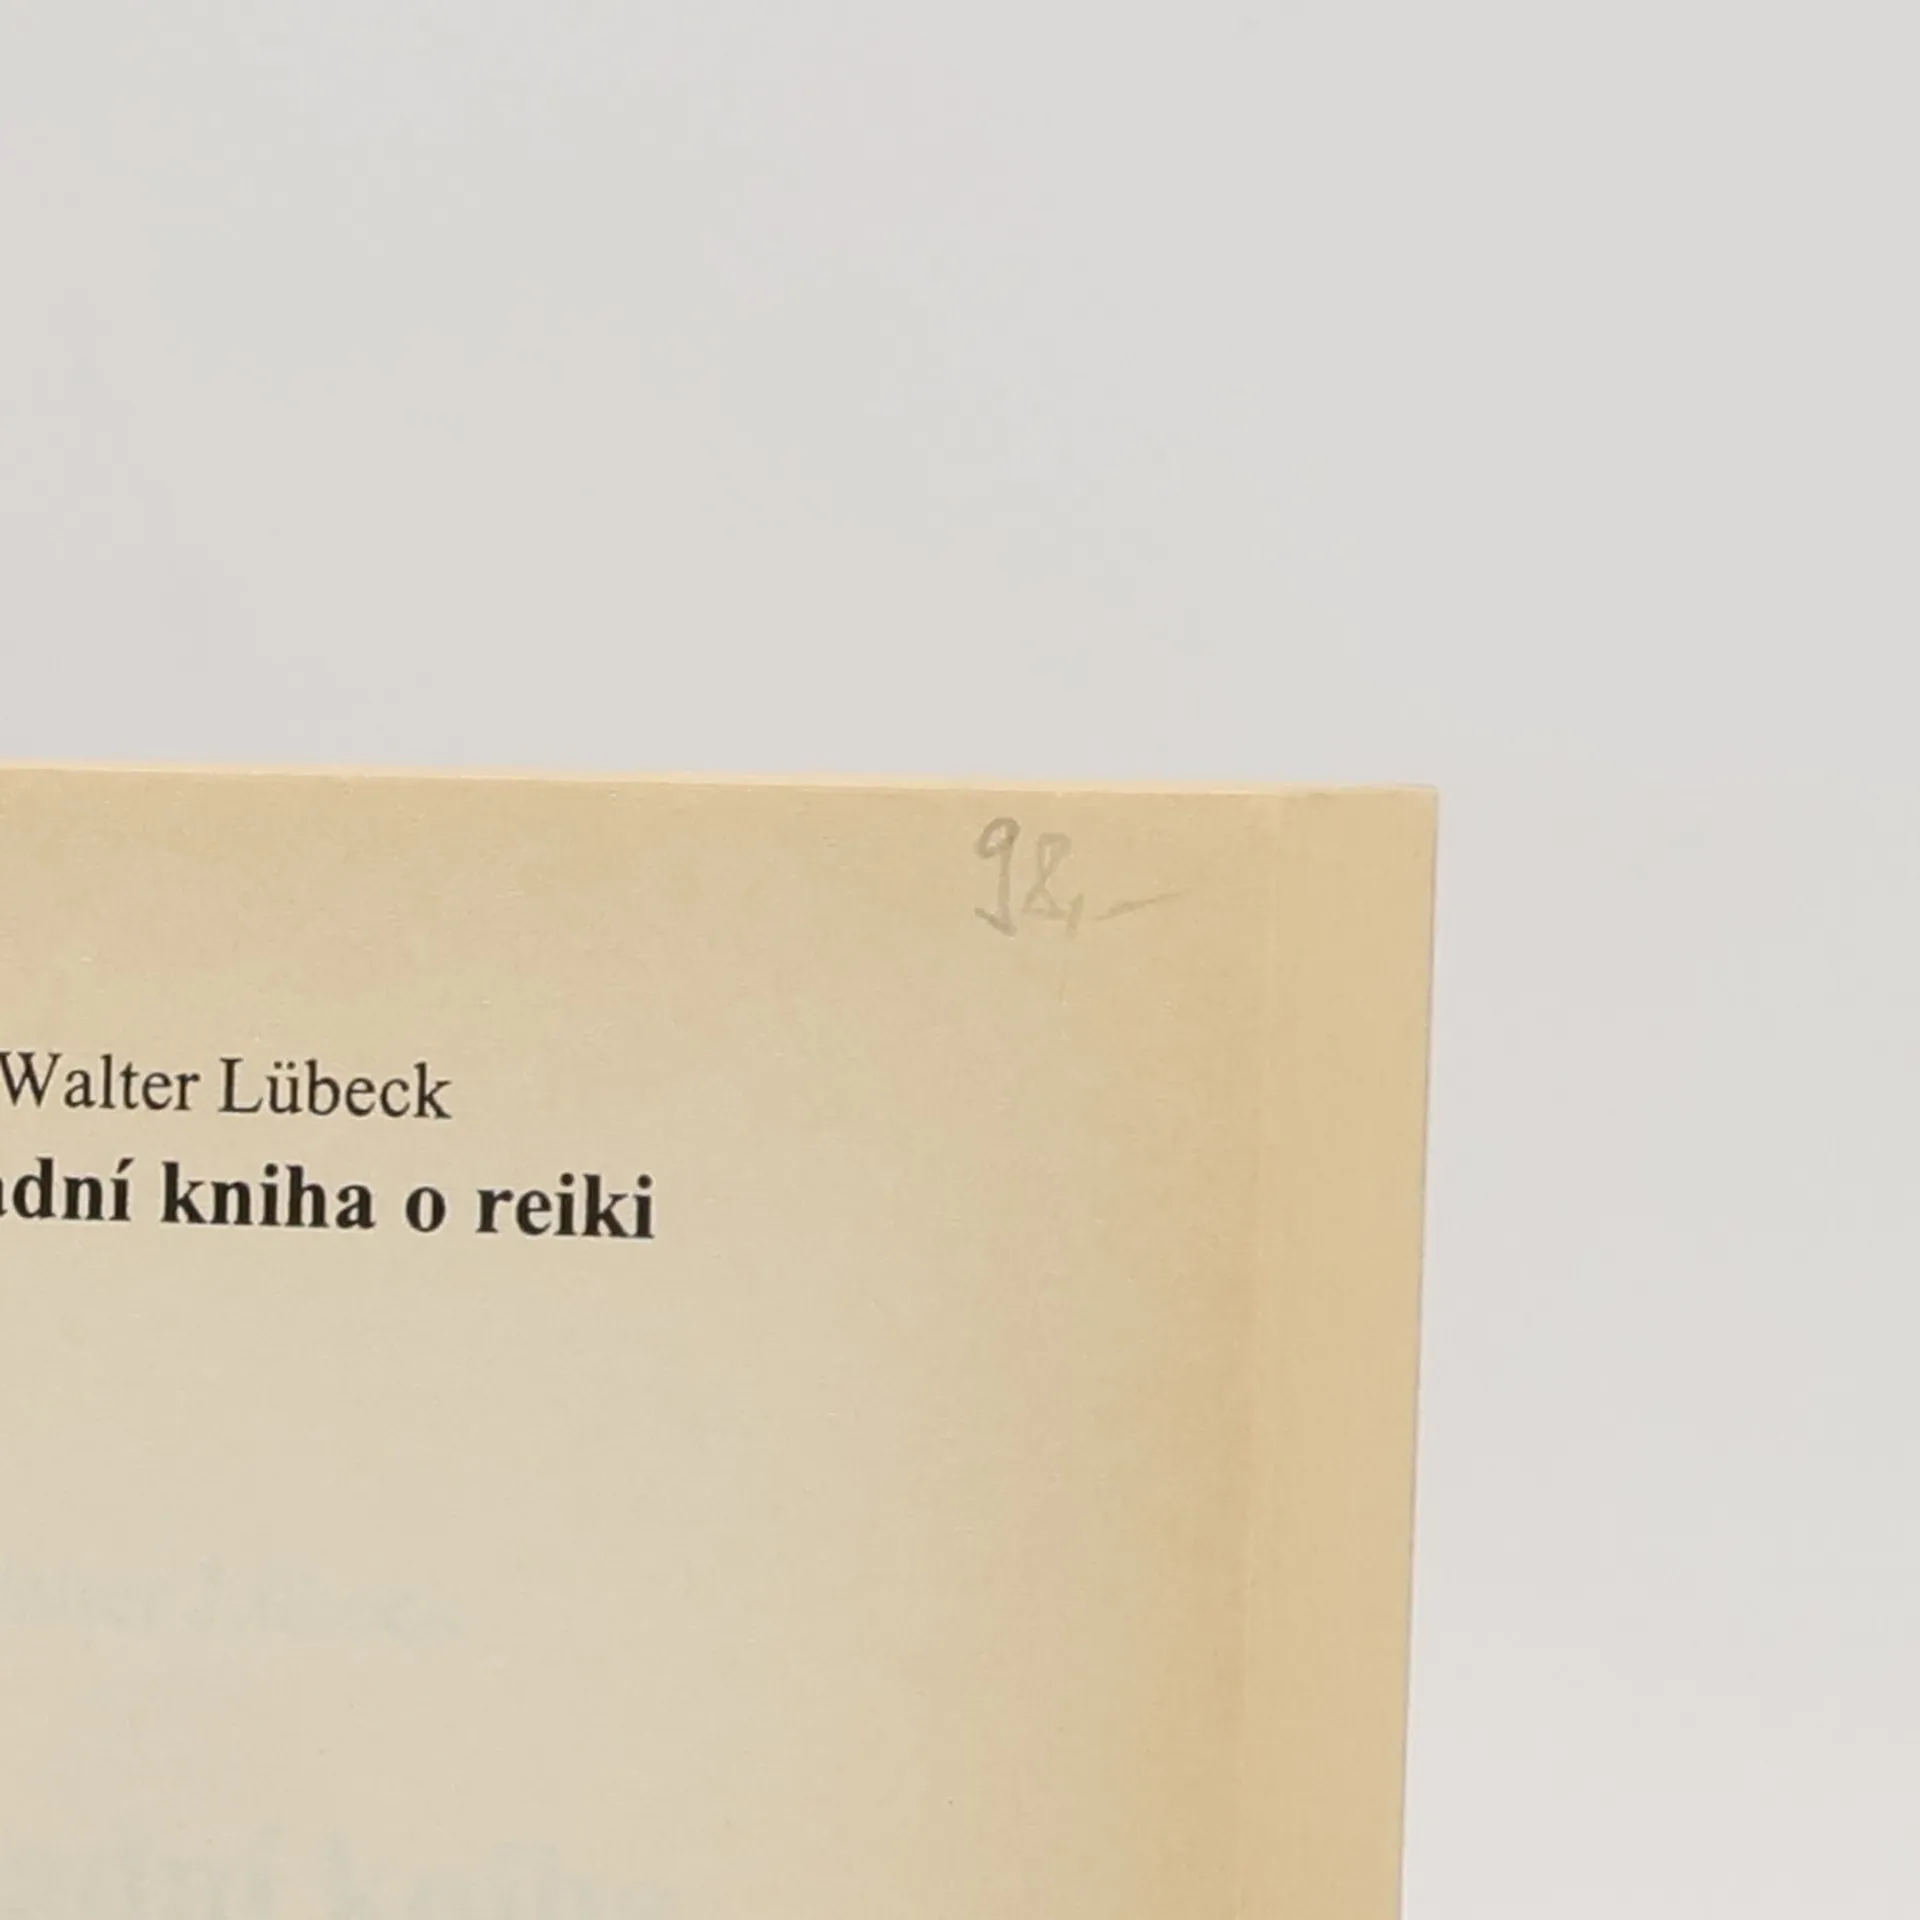 98,-
Walter Lübeck
adní kniha o reiki